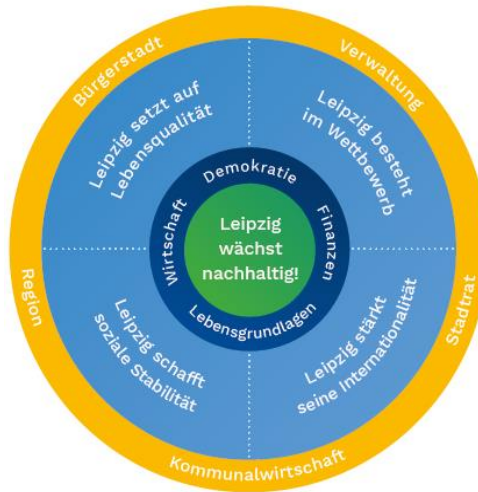 Bürgerstadt
Verwaltung
Leipzig setzt auf
Lebensqualität
Leipzig besteht
im Wettbewerb
Demokratie
Wirtschaft
Finanzen
Leipzig
wächst
nachhaltig!
Lebensgrundlagen
Region
Stadtrat
Leipzig schafft
soziale Stabilität
Leipzig stärkt
seine Internationalität
Kommunalwirtschaft